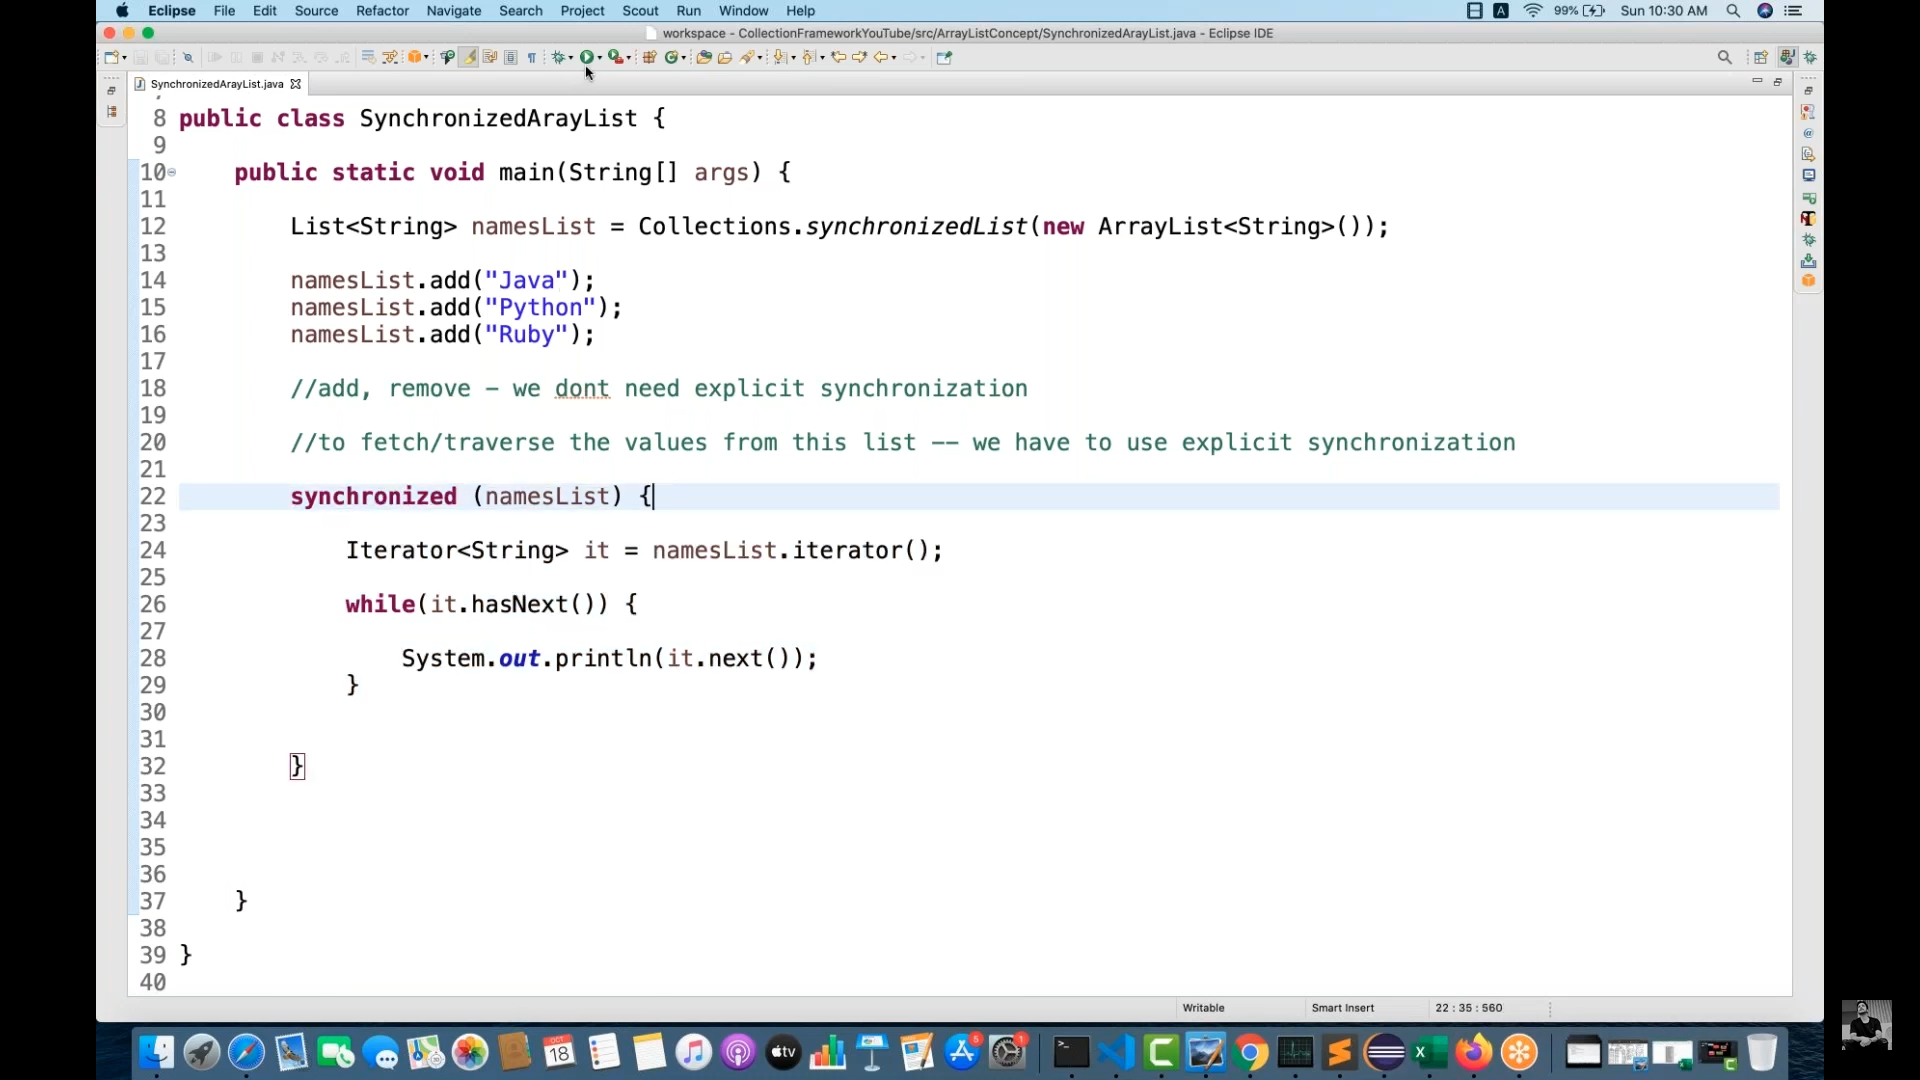 Eclipse File Edit Source Refactor Navigate Search Project Scout Run Window Help 99% Sun 10:30 AM
workspace - CollectionFrameworkYouTube/src/ArrayListConcept/SynchronizedArayList.java - Eclipse IDE
SynchronizedArayList.java
8 public class SynchronizedArayList {
9
10 public static void main(String[] args) {
11
12 List<String> namesList = Collections.synchronizedList(new ArrayList<String>());
13
14 namesList.add("Java");
15 namesList.add("Python");
16 namesList.add("Ruby");
17
18 //add, remove - we dont need explicit synchronization
19
20 //to fetch/traverse the values from this list -- we have to use explicit synchronization
21
22 synchronized (namesList) {
23
24 Iterator<String> it = namesList.iterator();
25
26 while(it.hasNext()) {
27
28 System.out.println(it.next());
29 }
30
31
32 }
33
34
35
36
37 }
38
39 }
40
Writable Smart Insert 22 : 35 : 560
OCT
18
tv